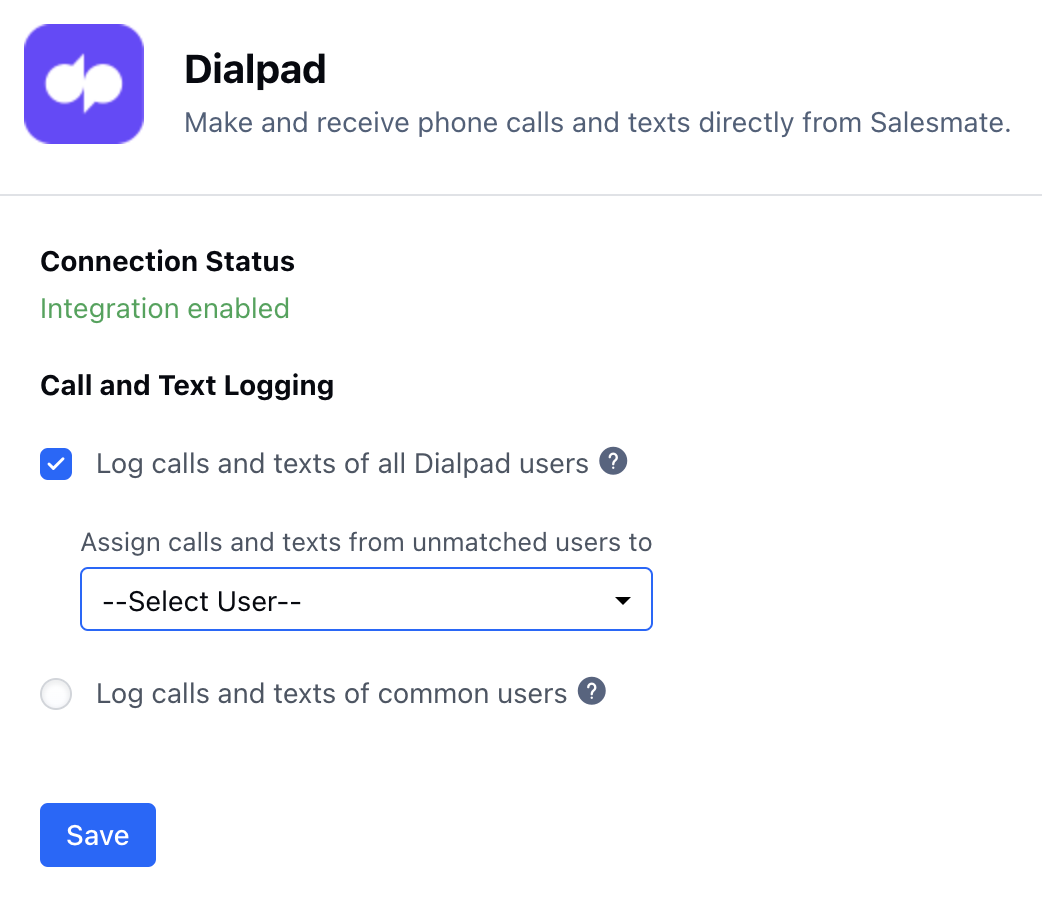 Dialpad
Make and receive phone calls and texts directly from Salesmate.
Connection Status
Integration enabled
Call and Text Logging
Log calls and texts of all Dialpad users ?
Assign calls and texts from unmatched users to
--Select User--
Log calls and texts of common users ?
Save